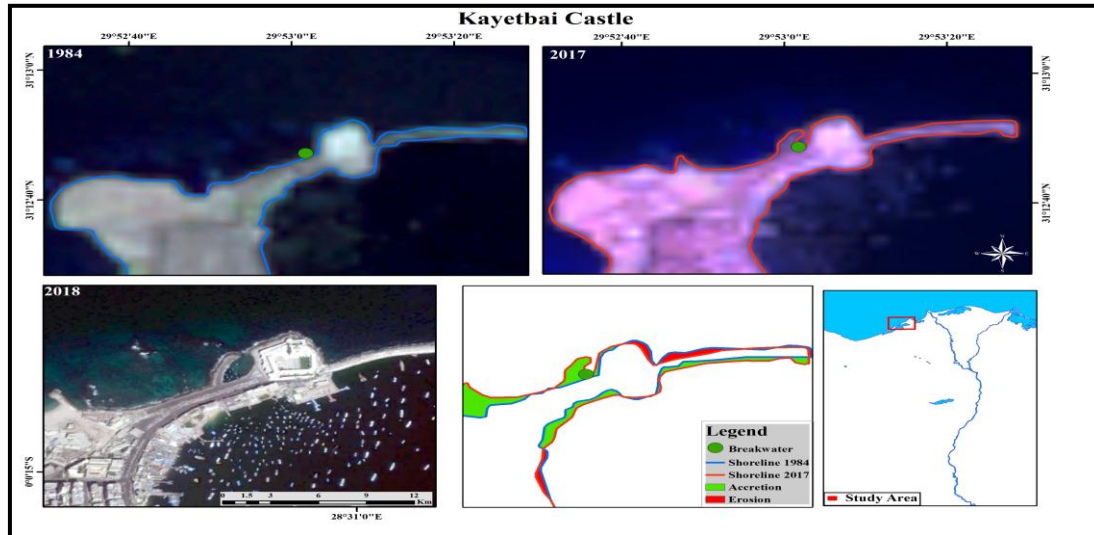 Kayetbai Castle
29°52'40"E 29°53'0"E 29°53'20"E
29°52'40"E 29°53'0"E 29°53'20"E
1984
2017
31°13'0"N
31°12'40"N
31°13'0"N
31°12'40"N
2018
0°0'15"S
0 1.5 3 6 9 12
Km
28°31'0"E
Legend
Breakwater
Shoreline 1984
Shoreline 2017
Accretion
Erosion
Study Area